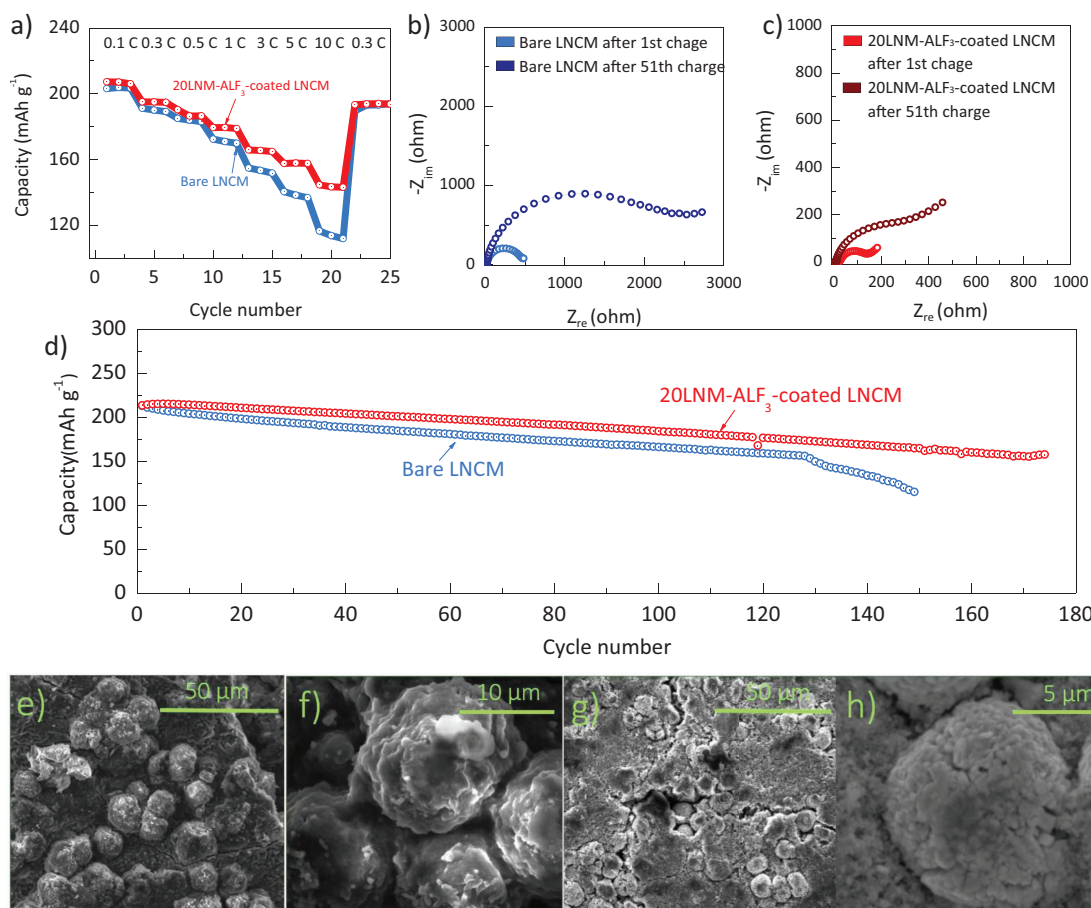 a)
240
200
160
120
Capacity (mAh g-1)
0.1 C 0.3 C 0.5 C 1 C 3 C 5 C 10 C 0.3 C
20LNM-ALF3-coated LNCM
Bare LNCM
0 5 10 15 20 25
Cycle number
b)
3000
2000
1000
0
-Zim (ohm)
Bare LNCM after 1st chage
Bare LNCM after 51th charge
0 1000 2000 3000
Zre (ohm)
c)
1000
800
600
400
200
0
-Zim (ohm)
20LNM-ALF3-coated LNCM
after 1st chage
20LNM-ALF3-coated LNCM
after 51th charge
0 200 400 600 800 1000
Zre (ohm)
d)
300
250
200
150
100
50
0
Capacity(mAh g-1)
20LNM-ALF3-coated LNCM
Bare LNCM
0 20 40 60 80 100 120 140 160 180
Cycle number
e)
50 μm
f)
10 μm
g)
50 μm
h)
5 μm